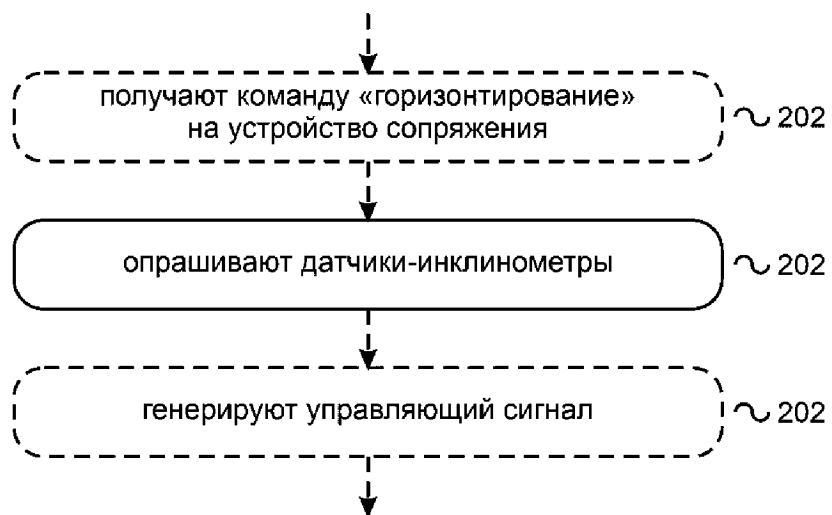 получают команду «горизонтирование»
на устройство сопряжения
202
опрашивают датчики-инклинометры
202
генерируют управляющий сигнал
202